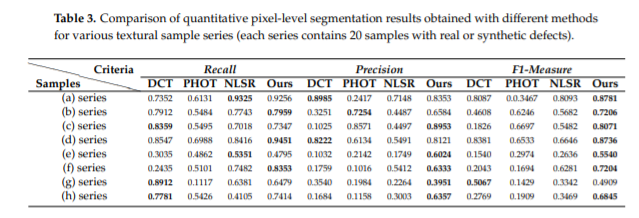 Table 3. Comparison of quantitative pixel-level segmentation results obtained with different methods
for various textural sample series (each series contains 20 samples with real or synthetic defects).
Criteria Recall Precision F1-Measure
Samples DCT PHOT NLSR Ours DCT PHOT NLSR Ours DCT PHOT NLSR Ours
(a) series 0.7352 0.6131 0.9325 0.9256 0.8985 0.2417 0.7148 0.8353 0.8087 0.0.3467 0.8093 0.8781
(b) series 0.7912 0.5484 0.7743 0.7959 0.3251 0.7254 0.4487 0.6584 0.4608 0.6246 0.5682 0.7206
(c) series 0.8359 0.5495 0.7018 0.7347 0.1025 0.8571 0.4497 0.8953 0.1826 0.6697 0.5482 0.8071
(d) series 0.8547 0.6988 0.8416 0.9451 0.8222 0.6134 0.5491 0.8121 0.8381 0.6533 0.6646 0.8736
(e) series 0.3035 0.4862 0.5351 0.4795 0.1032 0.2142 0.1749 0.6024 0.1540 0.2974 0.2636 0.5540
(f) series 0.2435 0.5101 0.7482 0.8353 0.1759 0.1016 0.5412 0.6333 0.2043 0.1694 0.6281 0.7204
(g) series 0.8912 0.1117 0.6381 0.6479 0.3540 0.1984 0.2264 0.3951 0.5067 0.1429 0.3342 0.4909
(h) series 0.7781 0.5426 0.4105 0.7414 0.1684 0.1158 0.3003 0.6357 0.2769 0.1909 0.3469 0.6845